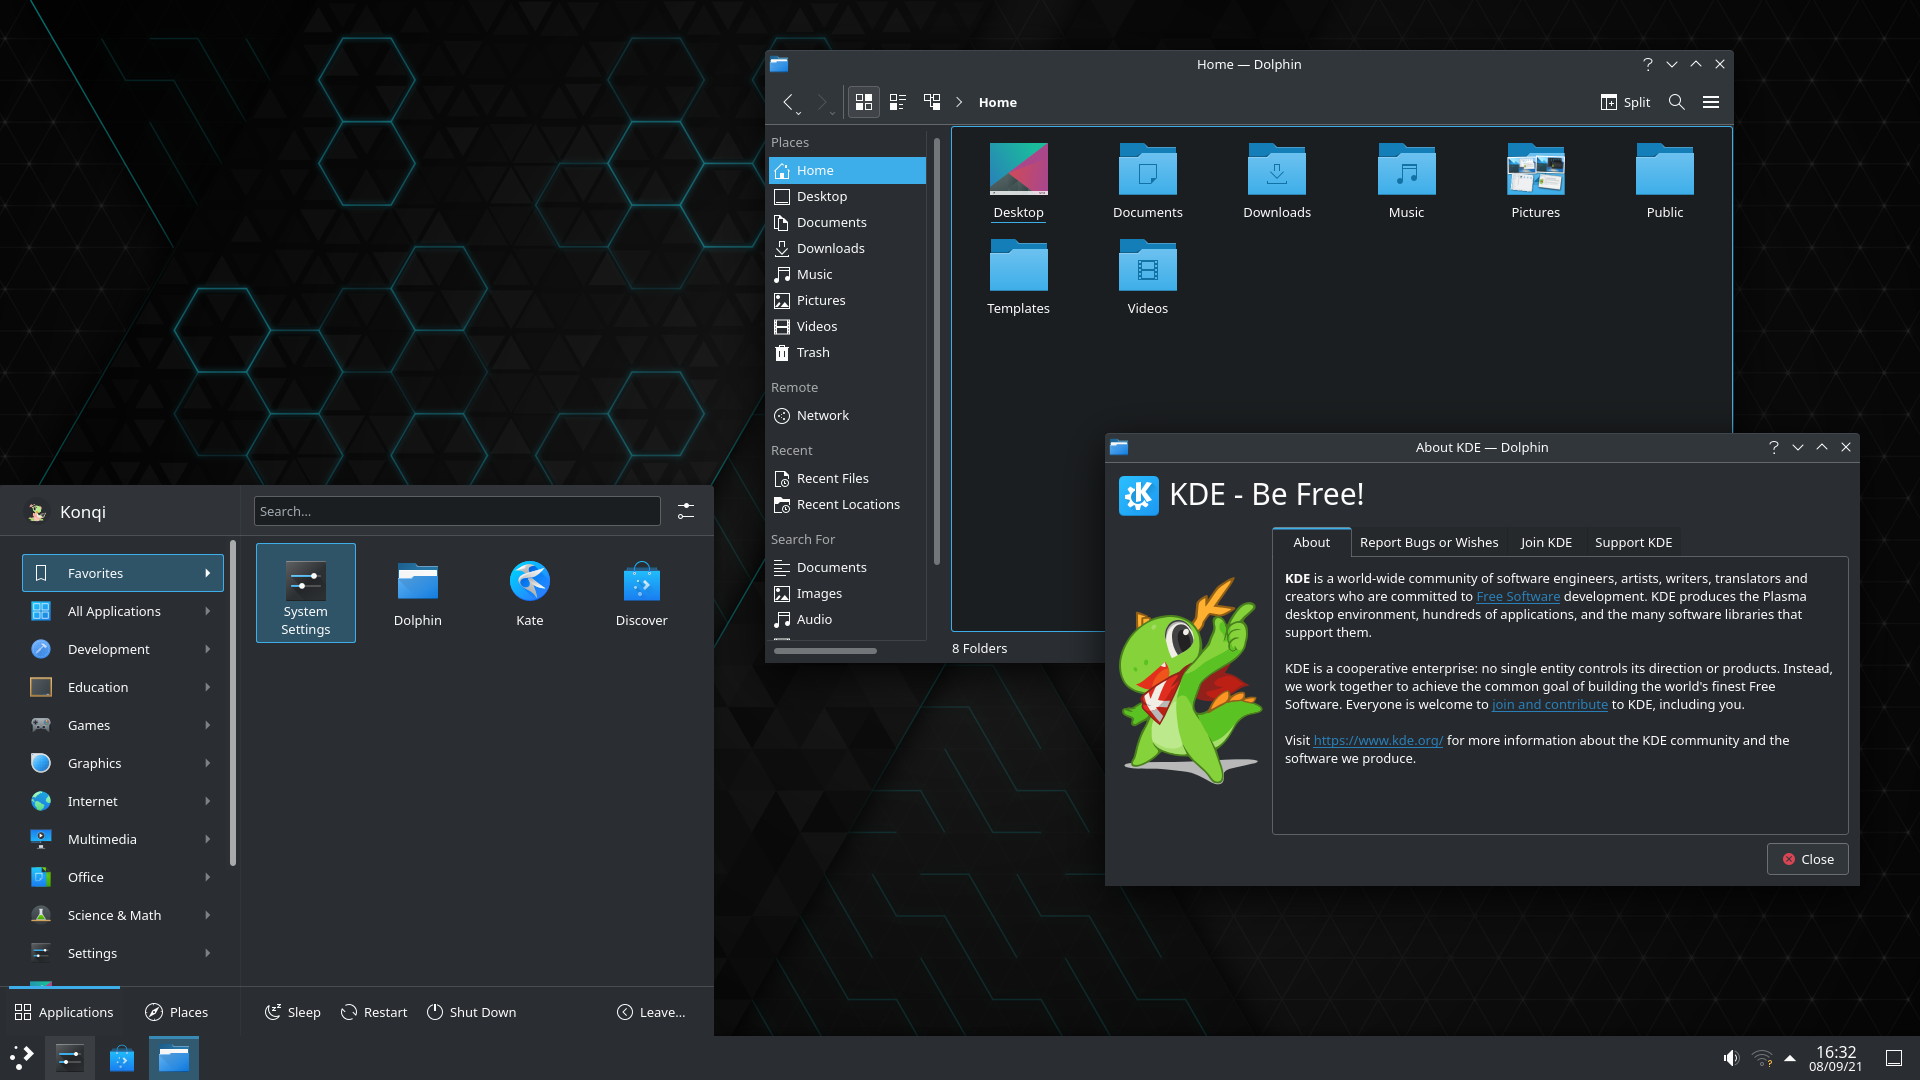 Home — Dolphin
Home
Split
Places
Home
Desktop
Documents
Downloads
Music
Pictures
Videos
Trash
Remote
Network
Recent
Recent Files
Recent Locations
Search For
Documents
Images
Audio
Desktop
Documents
Downloads
Music
Pictures
Public
Templates
Videos
8 Folders
About KDE — Dolphin
KDE - Be Free!
About
Report Bugs or Wishes
Join KDE
Support KDE
KDE is a world-wide community of software engineers, artists, writers, translators and
creators who are committed to Free Software development. KDE produces the Plasma
desktop environment, hundreds of applications, and the many software libraries that
support them.
KDE is a cooperative enterprise: no single entity controls its direction or products. Instead,
we work together to achieve the common goal of building the world's finest Free
Software. Everyone is welcome to join and contribute to KDE, including you.
Visit https://www.kde.org/ for more information about the KDE community and the
software we produce.
Close
Konqi
Search...
Favorites
All Applications
Development
Education
Games
Graphics
Internet
Multimedia
Office
Science & Math
Settings
System
Settings
Dolphin
Kate
Discover
Applications
Places
Sleep
Restart
Shut Down
Leave...
16:32
08/09/21